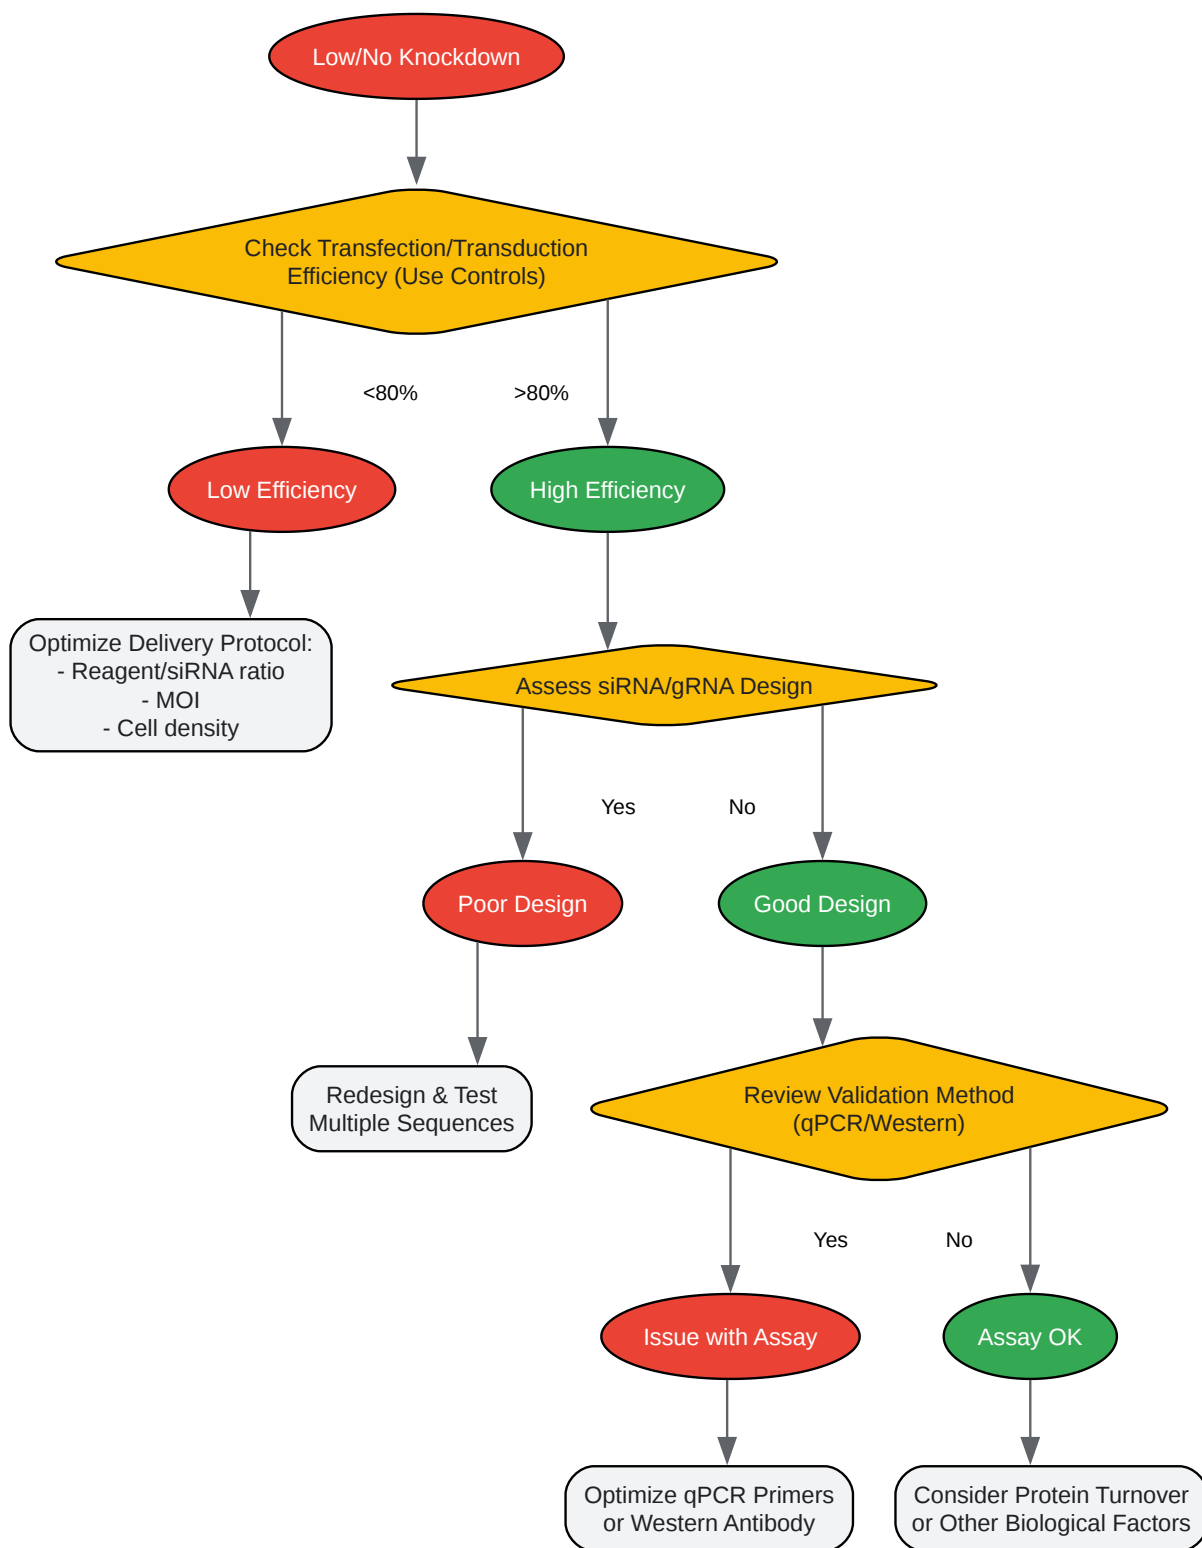 Low/No Knockdown
Check Transfection/Transduction
Efficiency (Use Controls)
<80%
>80%
Low Efficiency
High Efficiency
Optimize Delivery Protocol:
- Reagent/siRNA ratio
- MOI
- Cell density
Assess siRNA/gRNA Design
Yes
No
Poor Design
Good Design
Redesign & Test
Multiple Sequences
Review Validation Method
(qPCR/Western)
Yes
No
Issue with Assay
Assay OK
Optimize qPCR Primers
or Western Antibody
Consider Protein Turnover
or Other Biological Factors